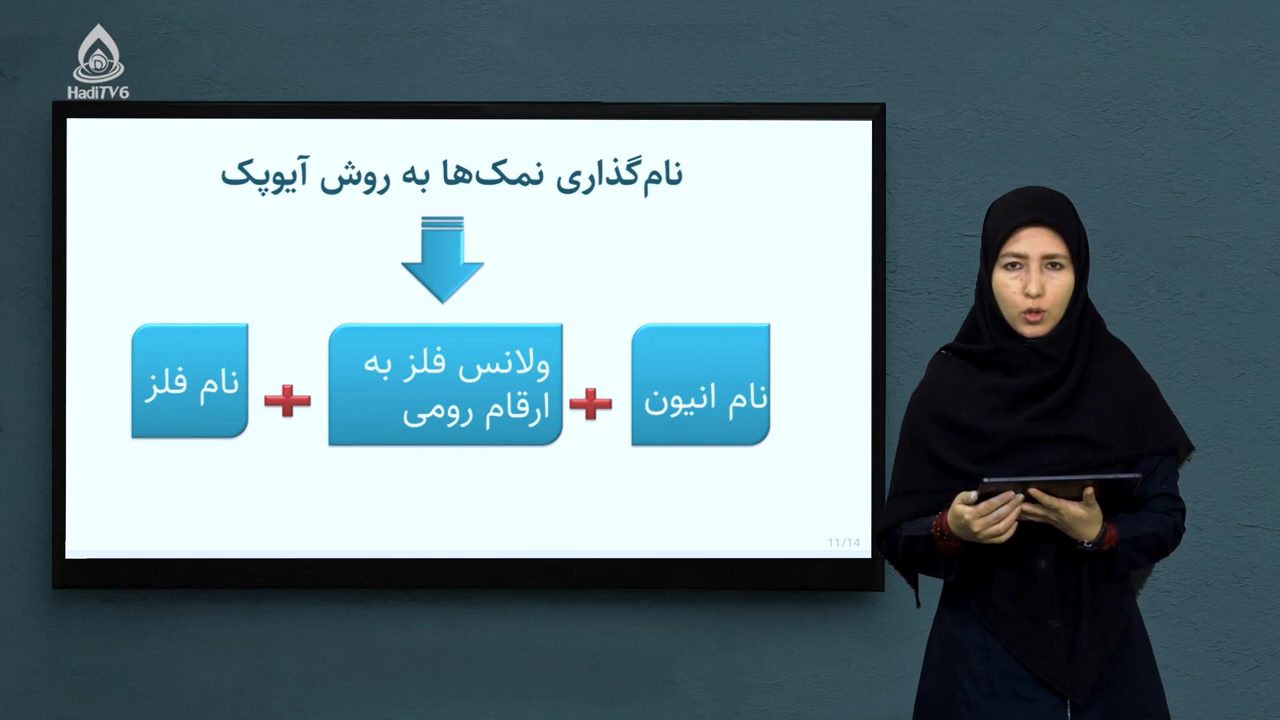 HadiTV6
نام‌گذاری نمک‌ها به روش آیوپک
نام انیون
ولانس فلز به
ارقام رومی
نام فلز
11/14